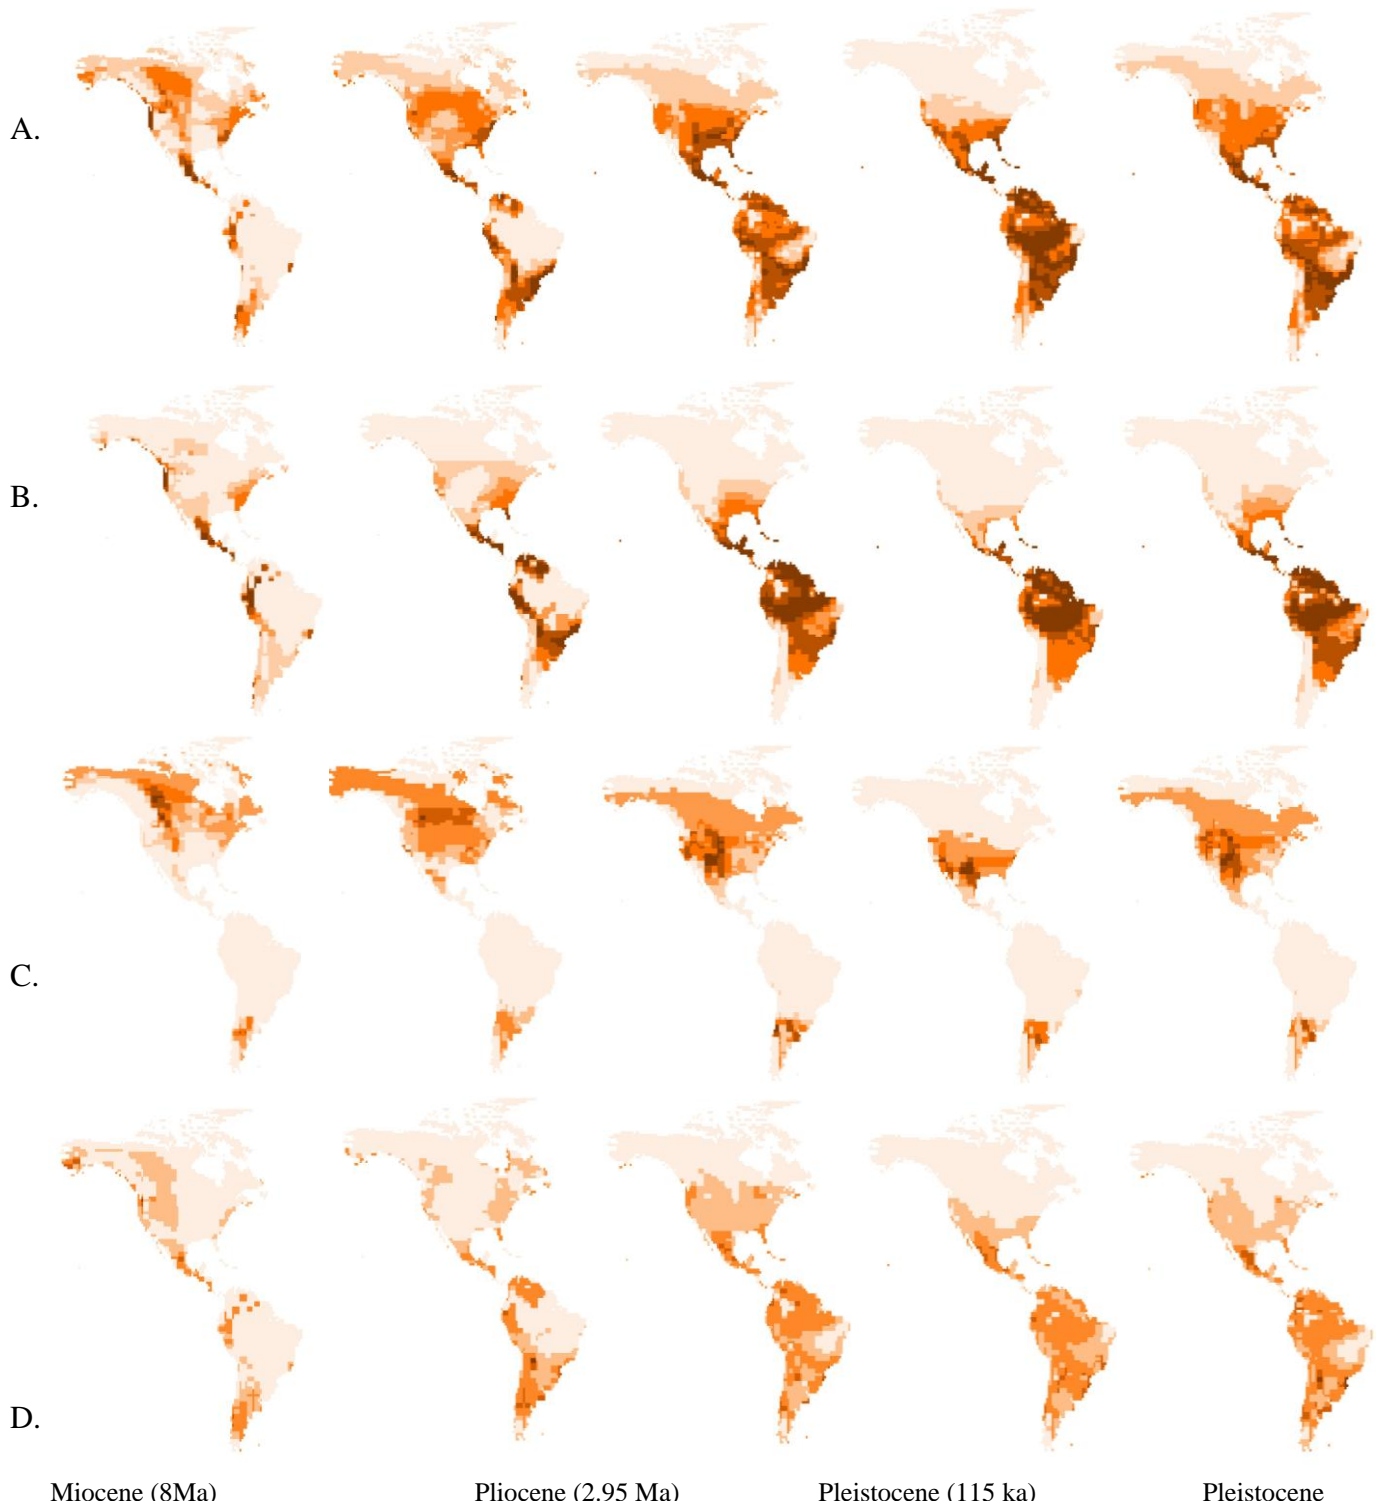 A.
B.
C.
D.
Miocene (8Ma) Pliocene (2.95 Ma) Pleistocene (115 ka) Pleistocene